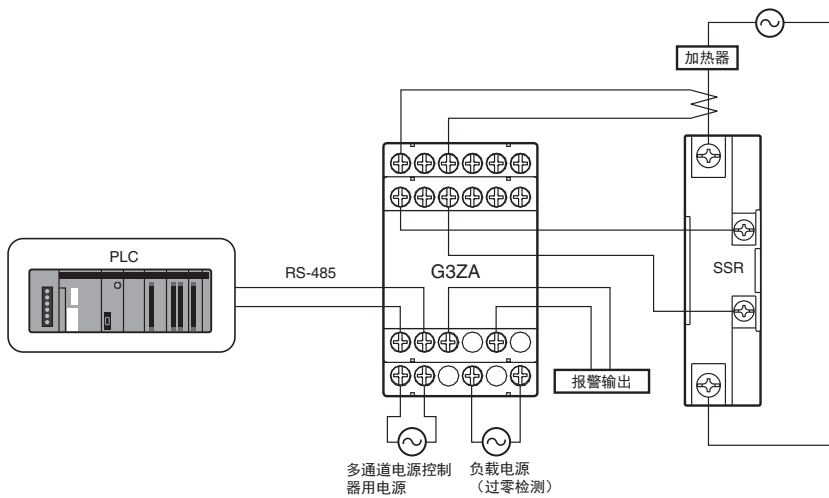 加热器
PLC
RS-485
G3ZA
SSR
报警输出
多通道电源控制
器用电源
负载电源
（过零检测）